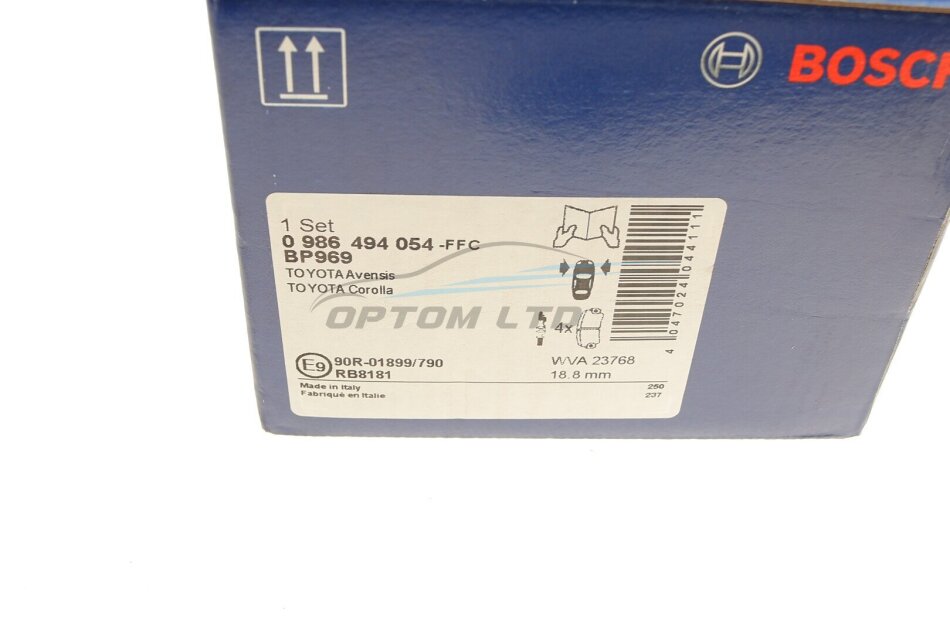 BOSCH
1 Set
0 986 494 054 -FFC
BP969
TOYOTA Avensis
TOYOTA Corolla
OPTOM LTD
4x
4 047024 044111
E9 90R-01899/790
RB8181
WVA 23768
18.8 mm
Made in Italy
Fabriqué en Italie
250
237